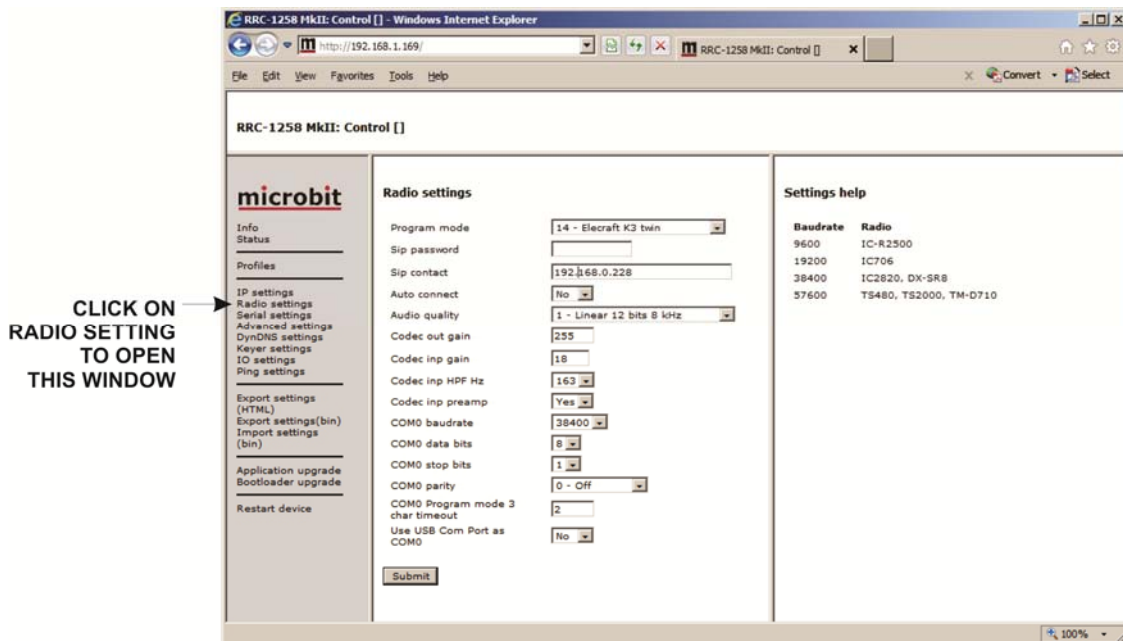 RRC-1258 MkII: Control [] - Windows Internet Explorer
http://192.168.1.169/
m RRC-1258 MkII: Control []
File Edit View Favorites Tools Help
Convert Select
RRC-1258 MkII: Control []
CLICK ON
RADIO SETTING
TO OPEN
THIS WINDOW
microbit
Info
Status
Profiles
IP settings
Radio settings
Serial settings
Advanced settings
DynDNS settings
Keyer settings
IO settings
Ping settings
Export settings
(HTML)
Export settings(bin)
Import settings
(bin)
Application upgrade
Bootloader upgrade
Restart device
Radio settings
Program mode 14 - Elecraft K3 twin
Sip password
Sip contact 192.168.0.228
Auto connect No
Audio quality 1 - Linear 12 bits 8 kHz
Codec out gain 255
Codec inp gain 18
Codec inp HPF Hz 163
Codec inp preamp Yes
COM0 baudrate 38400
COM0 data bits 8
COM0 stop bits 1
COM0 parity 0 - Off
COM0 Program mode 3
char timeout 2
Use USB Com Port as
COM0 No
Submit
Settings help
Baudrate Radio
9600 IC-R2500
19200 IC706
38400 IC2820, DX-SR8
57600 TS480, TS2000, TM-D710
100%